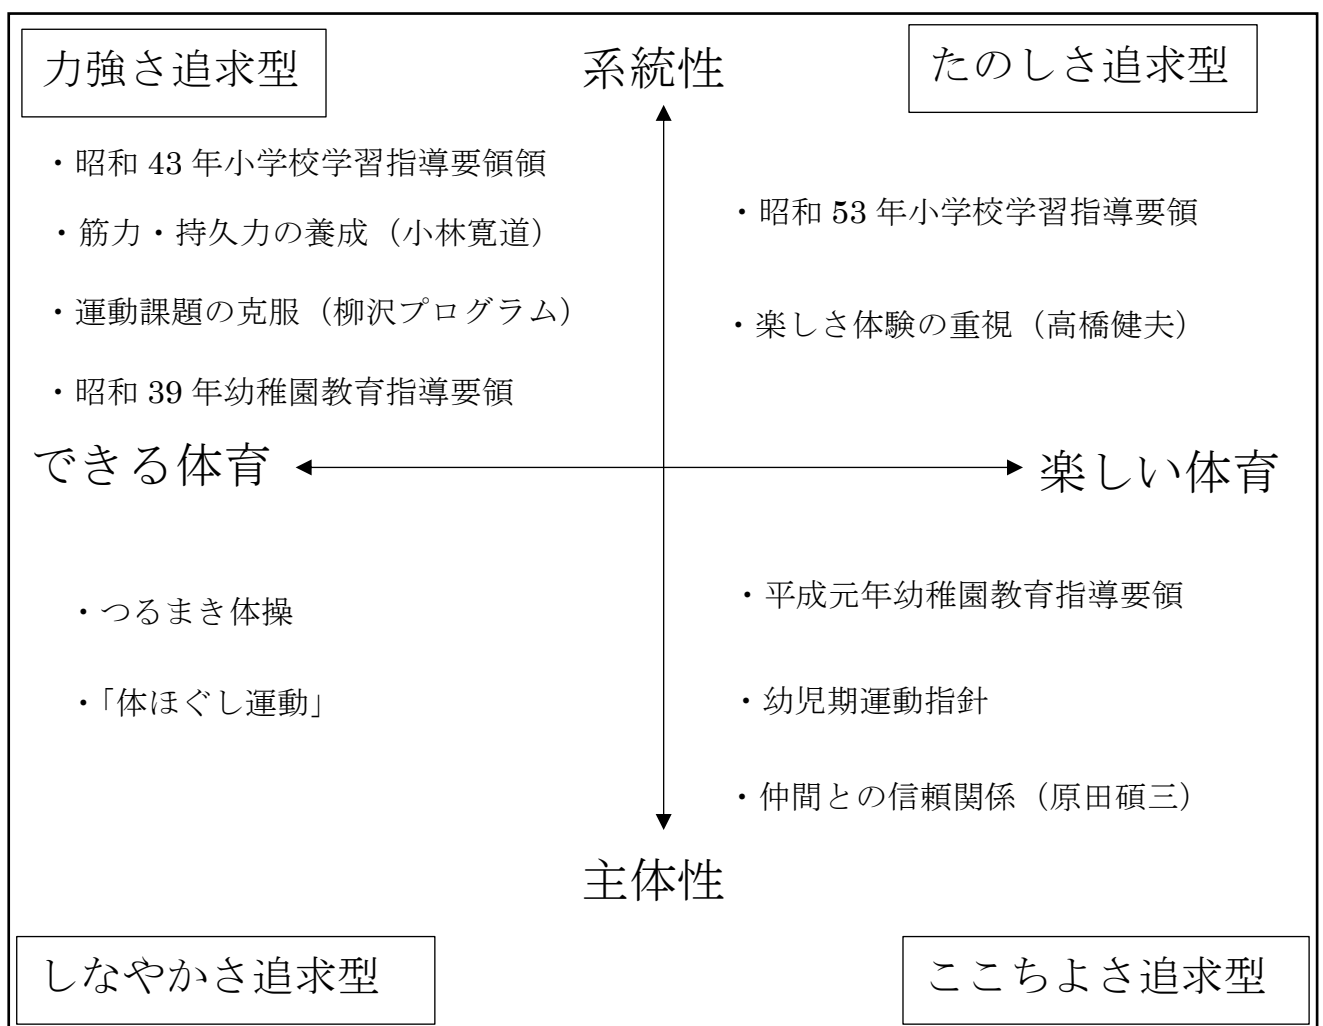 力強さ追求型
系統性
たのしさ追求型
・昭和 43 年小学校学習指導要領領
・筋力・持久力の養成（小林寛道）
・運動課題の克服（柳沢プログラム）
・昭和 39 年幼稚園教育指導要領
・昭和 53 年小学校学習指導要領
・楽しさ体験の重視（高橋健夫）
できる体育
楽しい体育
・つるまき体操
・「体ほぐし運動」
・平成元年幼稚園教育指導要領
・幼児期運動指針
・仲間との信頼関係（原田碩三）
主体性
しなやかさ追求型
ここちよさ追求型